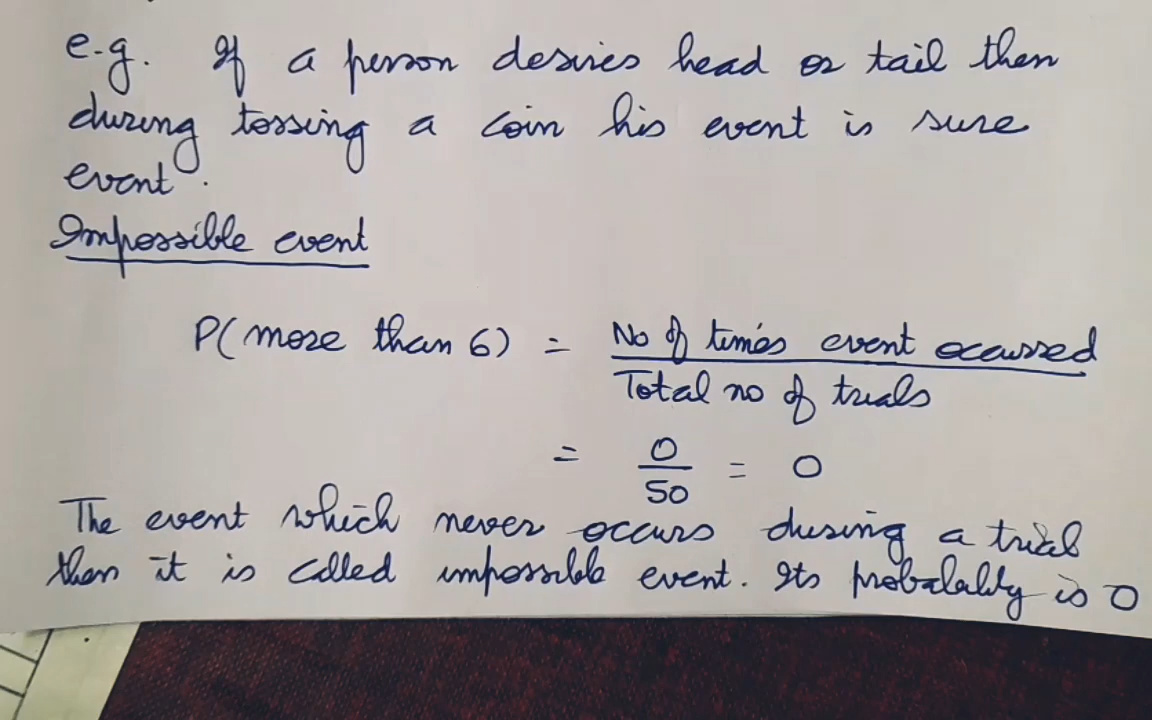 e.g. If a person desires head or tail then
during tossing a coin his event is sure
event.
Impossible event
P(more than 6) = No of times event ocurred
Total no of trials
= 0/50 = 0
The event which never occurs during a trial
then it is called impossible event. Its probability is 0